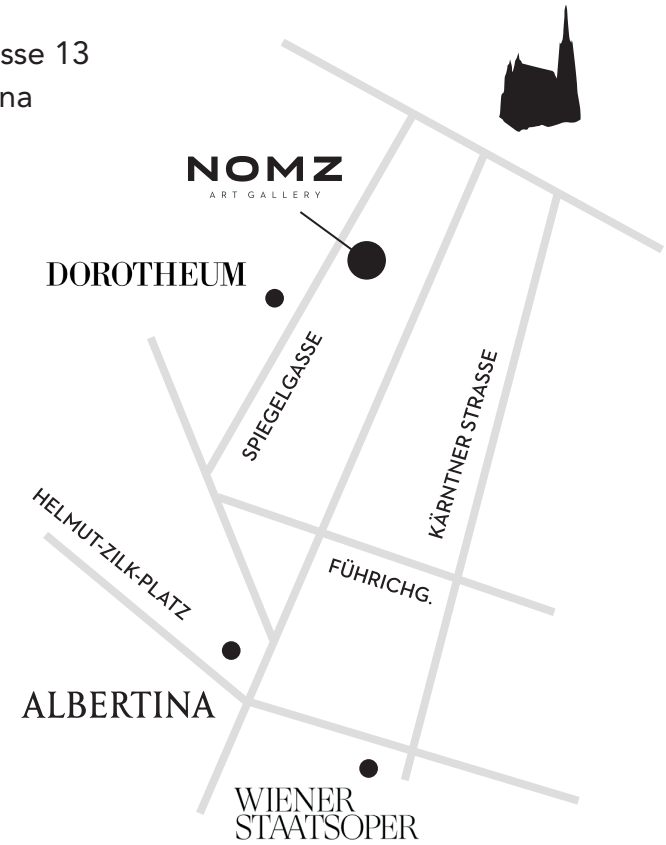 sse 13
na
NOMZ
ART GALLERY
DOROTHEUM
SPIEGELGASSE
KÄRNTNER STRASSE
HELMUT-ZILK-PLATZ
FÜHRICHG.
ALBERTINA
WIENER
STAATSOPER